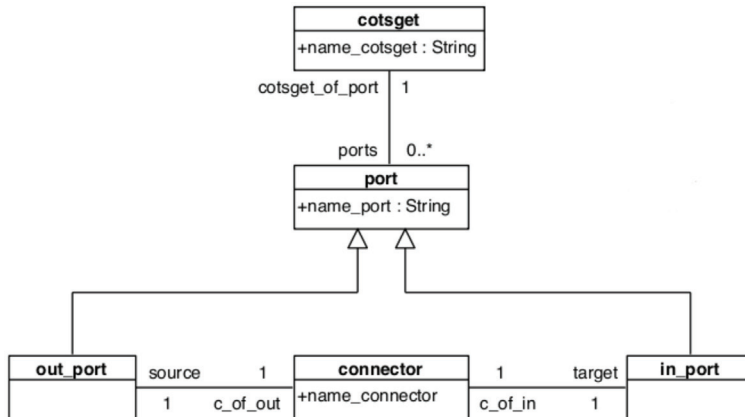 cotsget
+name_cotsget : String
cotsget_of_port 1
ports 0..*
port
+name_port : String
out_port source 1 connector 1 target in_port
1 c_of_out +name_connector c_of_in 1